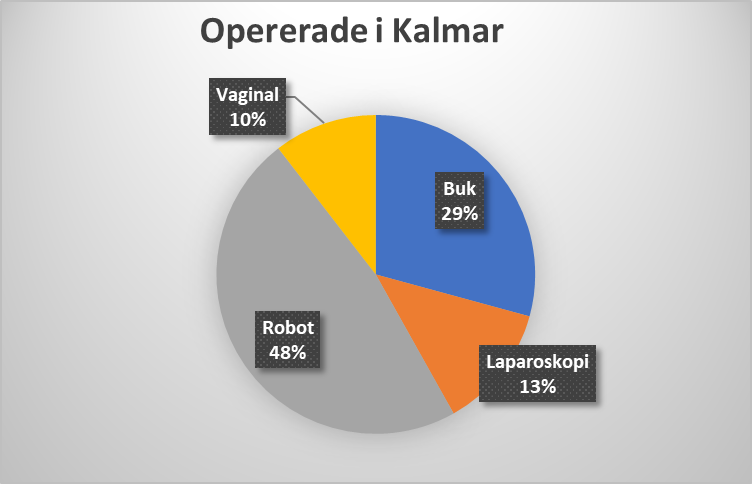 Opererade i Kalmar
Vaginal
10%
Buk
29%
Robot
48%
Laparoskopi
13%